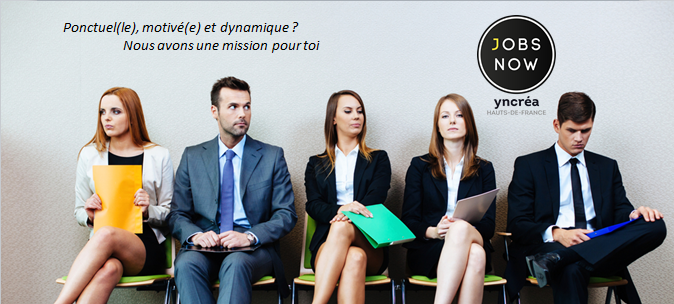 Ponctuel(le), motivé(e) et dynamique ?
Nous avons une mission pour toi
JOBS
NOW
yncréa
HAUTS-DE-FRANCE